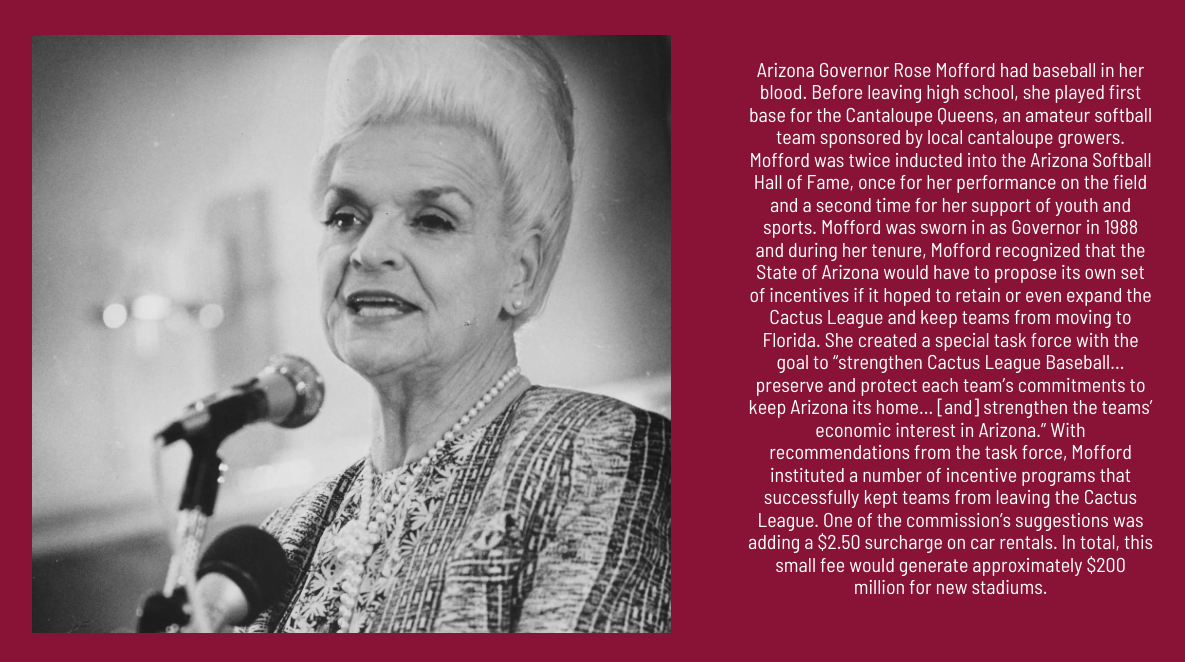 Arizona Governor Rose Mofford had baseball in her
blood. Before leaving high school, she played first
base for the Cantaloupe Queens, an amateur softball
team sponsored by local cantaloupe growers.
Mofford was twice inducted into the Arizona Softball
Hall of Fame, once for her performance on the field
and a second time for her support of youth and
sports. Mofford was sworn in as Governor in 1988
and during her tenure, Mofford recognized that the
State of Arizona would have to propose its own set
of incentives if it hoped to retain or even expand the
Cactus League and keep teams from moving to
Florida. She created a special task force with the
goal to “strengthen Cactus League Baseball...
preserve and protect each team’s commitments to
keep Arizona its home... [and] strengthen the teams’
economic interest in Arizona.” With
recommendations from the task force, Mofford
instituted a number of incentive programs that
successfully kept teams from leaving the Cactus
League. One of the commission’s suggestions was
adding a $2.50 surcharge on car rentals. In total, this
small fee would generate approximately $200
million for new stadiums.